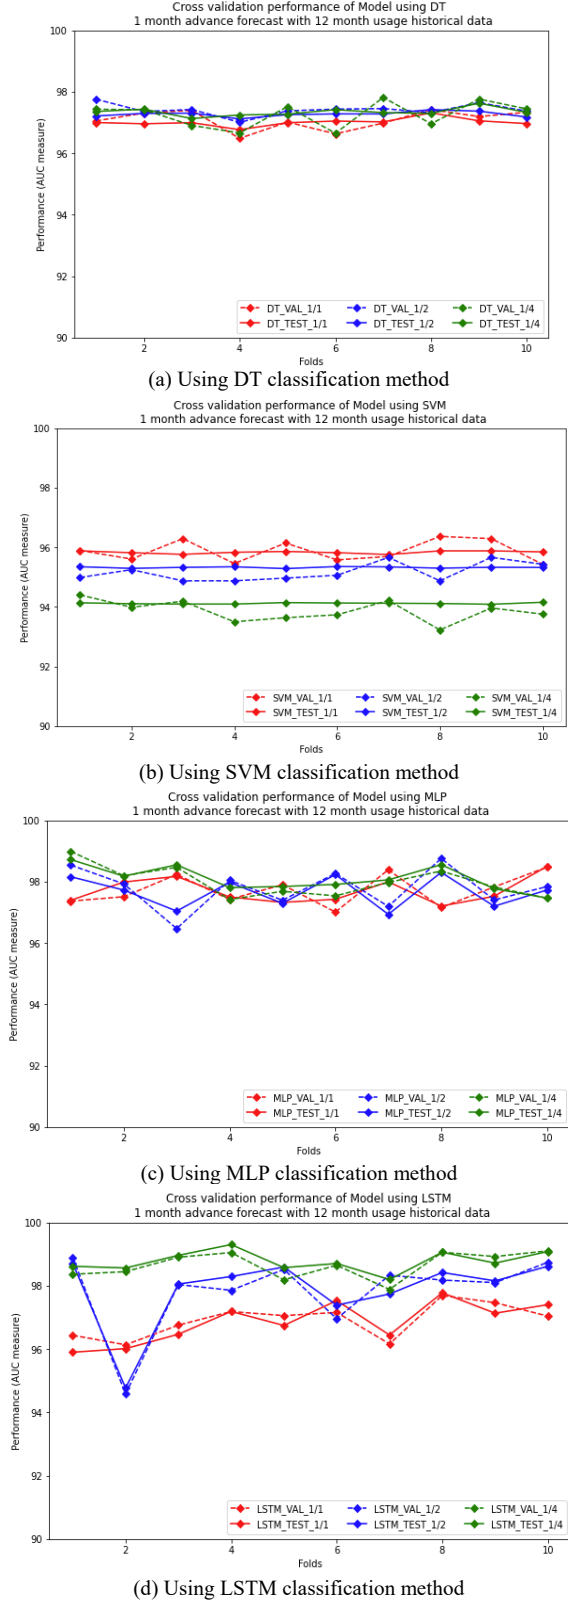 Cross validation performance of Model using DT
1 month advance forecast with 12 month usage historical data
100
98
96
94
92
90
Performance (AUC measure)
DT_VAL_1/1 DT_VAL_1/2 DT_VAL_1/4
DT_TEST_1/1 DT_TEST_1/2 DT_TEST_1/4
2 4 6 8 10
Folds
(a) Using DT classification method
Cross validation performance of Model using SVM
1 month advance forecast with 12 month usage historical data
100
98
96
94
92
90
Performance (AUC measure)
SVM_VAL_1/1 SVM_VAL_1/2 SVM_VAL_1/4
SVM_TEST_1/1 SVM_TEST_1/2 SVM_TEST_1/4
2 4 6 8 10
Folds
(b) Using SVM classification method
Cross validation performance of Model using MLP
1 month advance forecast with 12 month usage historical data
100
98
96
94
92
90
Performance (AUC measure)
MLP_VAL_1/1 MLP_VAL_1/2 MLP_VAL_1/4
MLP_TEST_1/1 MLP_TEST_1/2 MLP_TEST_1/4
2 4 6 8 10
Folds
(c) Using MLP classification method
Cross validation performance of Model using LSTM
1 month advance forecast with 12 month usage historical data
100
98
96
94
92
90
Performance (AUC measure)
LSTM_VAL_1/1 LSTM_VAL_1/2 LSTM_VAL_1/4
LSTM_TEST_1/1 LSTM_TEST_1/2 LSTM_TEST_1/4
2 4 6 8 10
Folds
(d) Using LSTM classification method